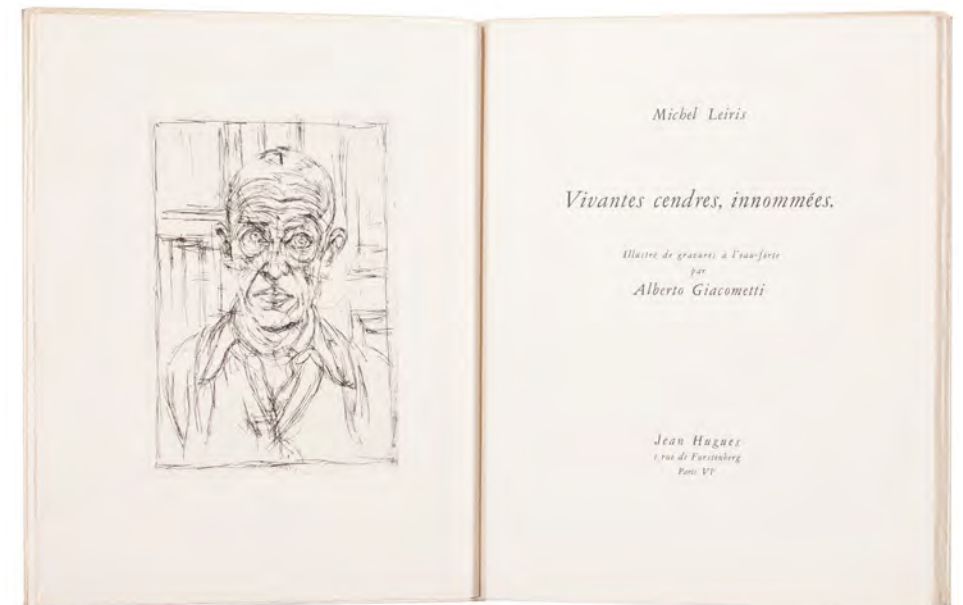 Michel Leiris
Vivantes cendres, innommées.
Illustré de gravures à l'eau-forte
par
Alberto Giacometti
Jean Hugues
1 rue de Furstenberg
Paris VIᵉ